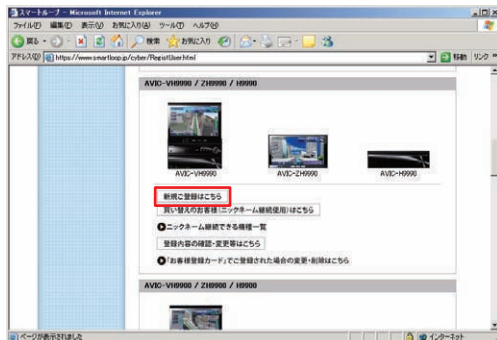 スマートループ - Microsoft Internet Explorer
ファイル(F) 編集(E) 表示(V) お気に入り(A) ツール(T) ヘルプ(H)
戻る 検索 お気に入り
アドレス(D) https://www.smartloop.jp/cyber/RegistUser.html 移動 リンク
AVIC-VH9990 / ZH9990 / H9990
AVIC-VH9990 AVIC-ZH9990 AVIC-H9990
新規ご登録はこちら
買い替えのお客様（ニックネーム継続使用）はこちら
ニックネーム継続できる機種一覧
登録内容の確認・変更等はこちら
「お客様登録カード」でご登録された場合の変更・削除はこちら
AVIC-VH9900 / ZH9900 / H9900
ページが表示されました インターネット